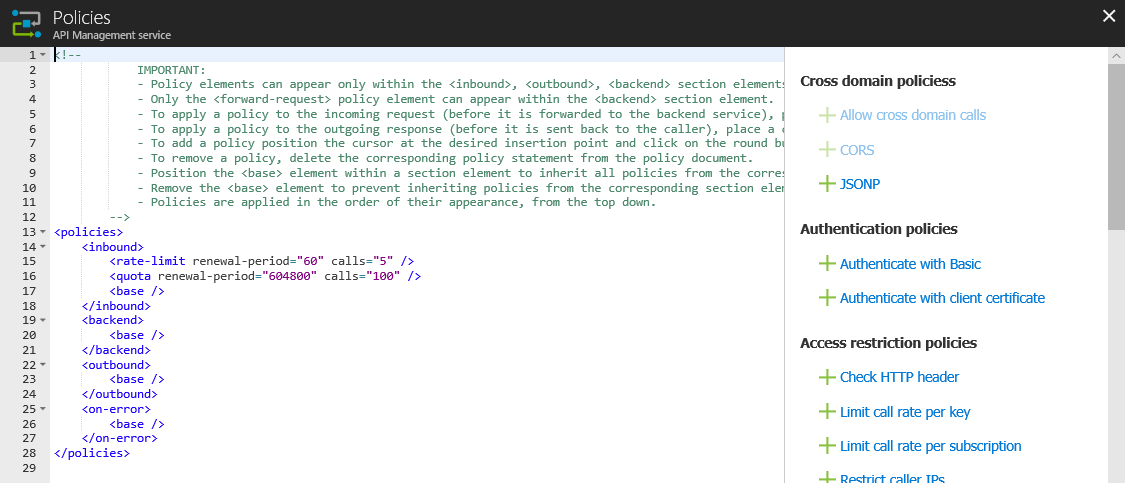 Policies
API Management service
1 <!--
2 IMPORTANT:
3 - Policy elements can appear only within the <inbound>, <outbound>, <backend> section elements
4 - Only the <forward-request> policy element can appear within the <backend> section element.
5 - To apply a policy to the incoming request (before it is forwarded to the backend service),
6 - To apply a policy to the outgoing response (before it is sent back to the caller), place a
7 - To add a policy position the cursor at the desired insertion point and click on the round
8 - To remove a policy, delete the corresponding policy statement from the policy document.
9 - Position the <base> element within a section element to inherit all policies from the
10 - Remove the <base> element to prevent inheriting policies from the corresponding section
11 - Policies are applied in the order of their appearance, from the top down.
12 -->
13 <policies>
14 <inbound>
15 <rate-limit renewal-period="60" calls="5" />
16 <quota renewal-period="604800" calls="100" />
17 <base />
18 </inbound>
19 <backend>
20 <base />
21 </backend>
22 <outbound>
23 <base />
24 </outbound>
25 <on-error>
26 <base />
27 </on-error>
28 </policies>
29
Cross domain policiess
Allow cross domain calls
CORS
JSONP
Authentication policies
Authenticate with Basic
Authenticate with client certificate
Access restriction policies
Check HTTP header
Limit call rate per key
Limit call rate per subscription
Restrict caller IPs